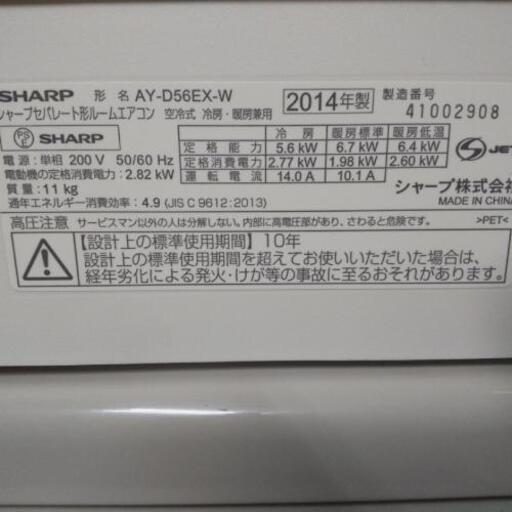 SHARP 形 名 AY-D56EX-W 2014年製 製造番号
シャープセパレート形ルームエアコン 空冷式 冷房・暖房兼用 41002908
PS E SHARP 冷 房 暖房標準 暖房低温
定 格 能 力 5.6 kW 6.7 kW 6.4 kW
電源:単相 200 V 50/60 Hz 定格消費電力 2.77 kW 1.98 kW 2.60 kW JET
電動機の定格消費電力:2.82 kW 運 転 電 流 14.0 A 10.1 A
質量:11 kg シャープ株式会社
通年エネルギー消費効率:4.9 (JIS C 9612:2013) MADE IN CHINA
高圧注意 サービスマン以外の人は分解しない。内部に高電圧部があり、さわると危険です。 >PET<
【設計上の標準使用期間】10年
設計上の標準使用期間を超えてお使いいただいた場合は、
経年劣化による発火・けが等の事故に至るおそれがあります。